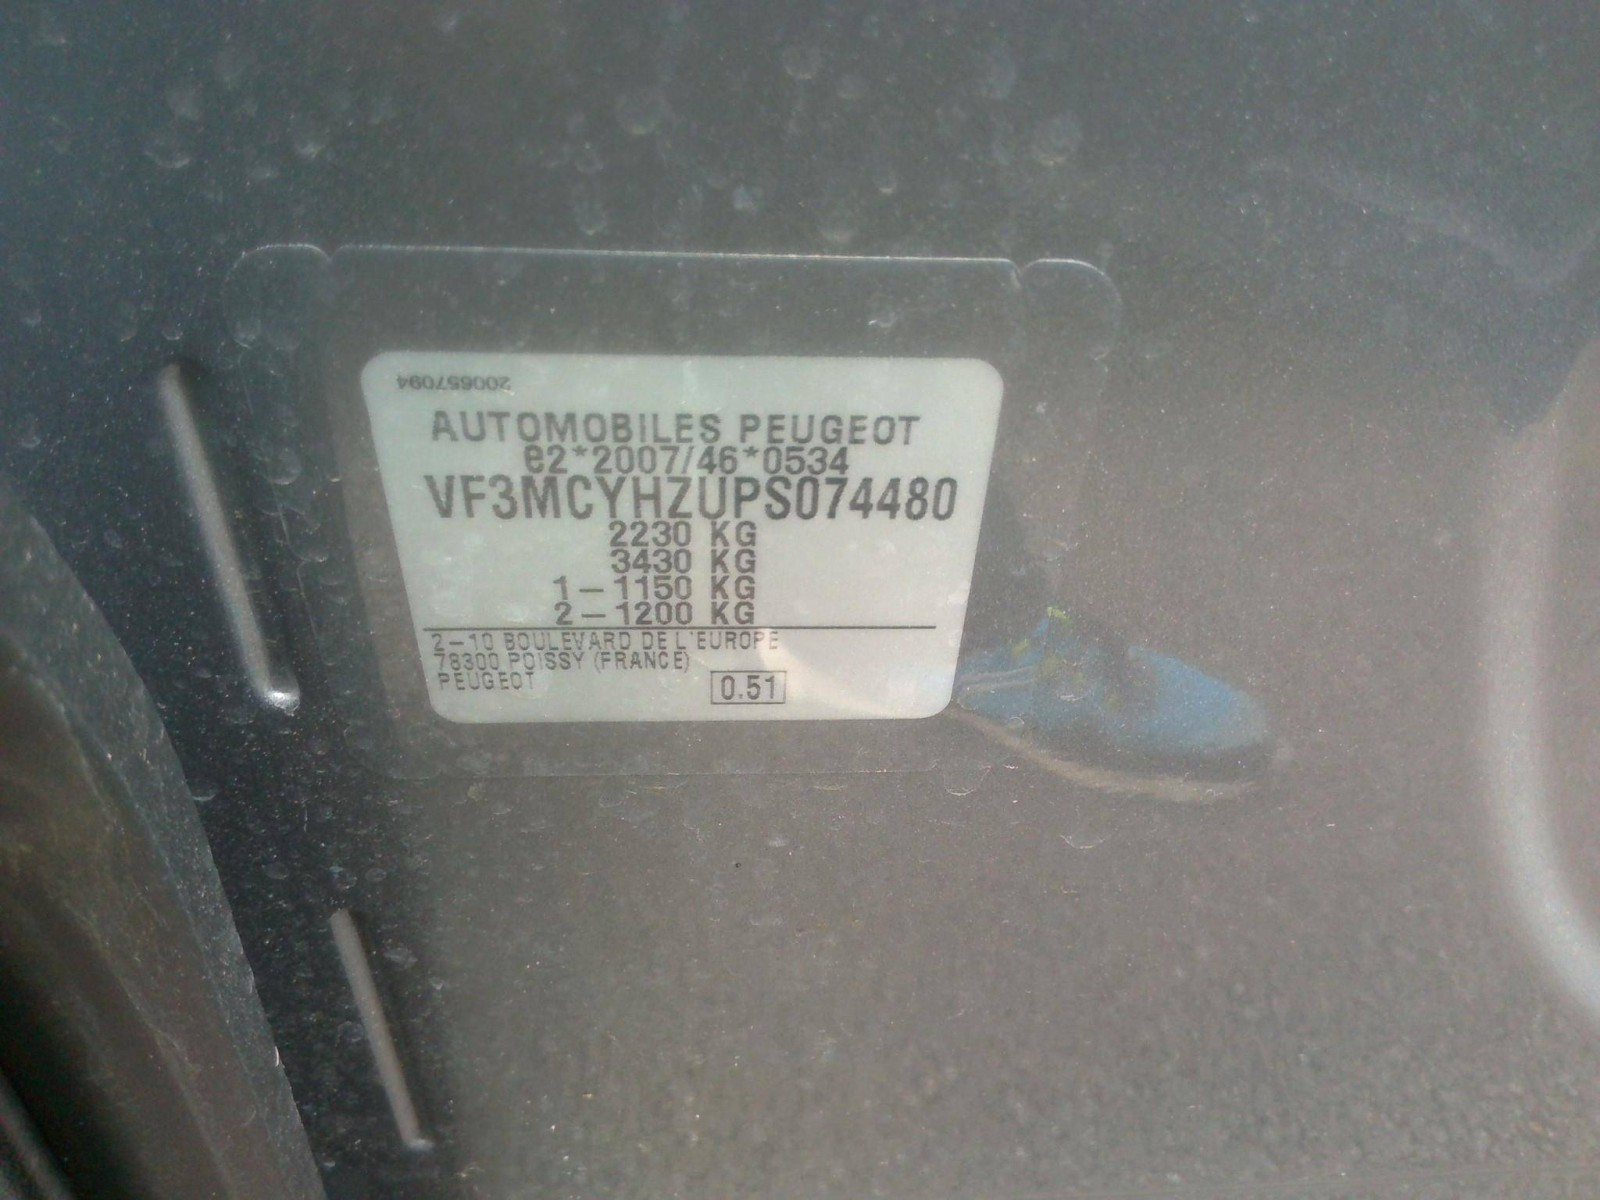 200657094
AUTOMOBILES PEUGEOT
e2*2007/46*0534
VF3MCYHZUPS074480
2230 KG
3430 KG
1-1150 KG
2-1200 KG
2-10 BOULEVARD DE L'EUROPE
78300 POISSY (FRANCE)
PEUGEOT
0.51